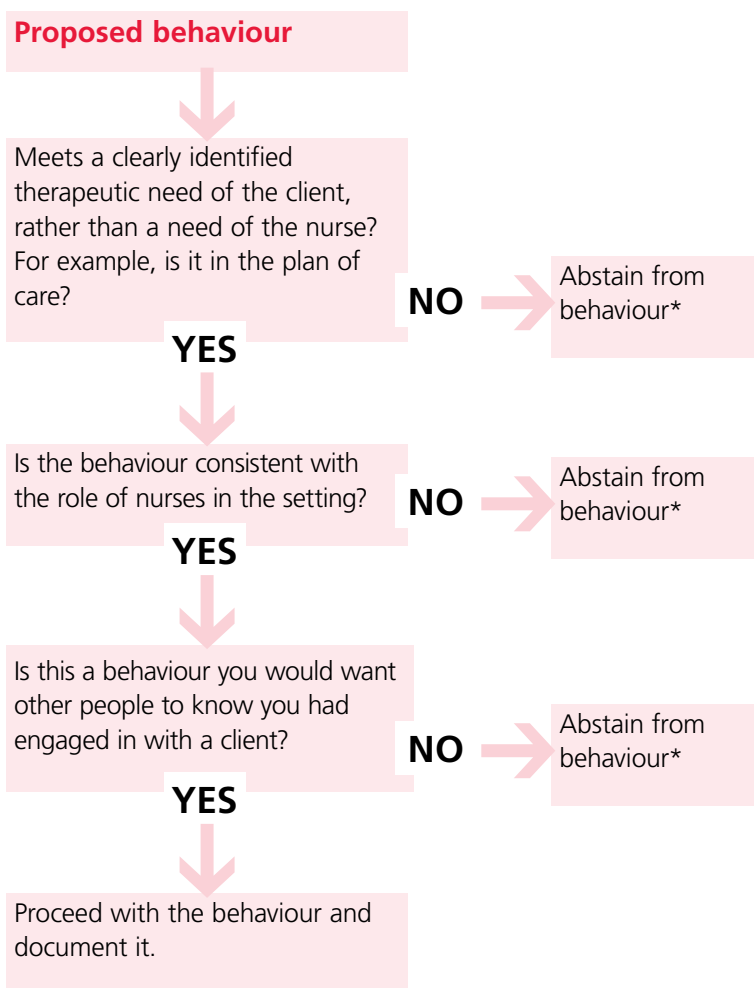 Proposed behaviour
Meets a clearly identified
therapeutic need of the client,
rather than a need of the nurse?
For example, is it in the plan of
care?
NO
Abstain from
behaviour*
YES
Is the behaviour consistent with
the role of nurses in the setting?
NO
Abstain from
behaviour*
YES
Is this a behaviour you would want
other people to know you had
engaged in with a client?
NO
Abstain from
behaviour*
YES
Proceed with the behaviour and
document it.